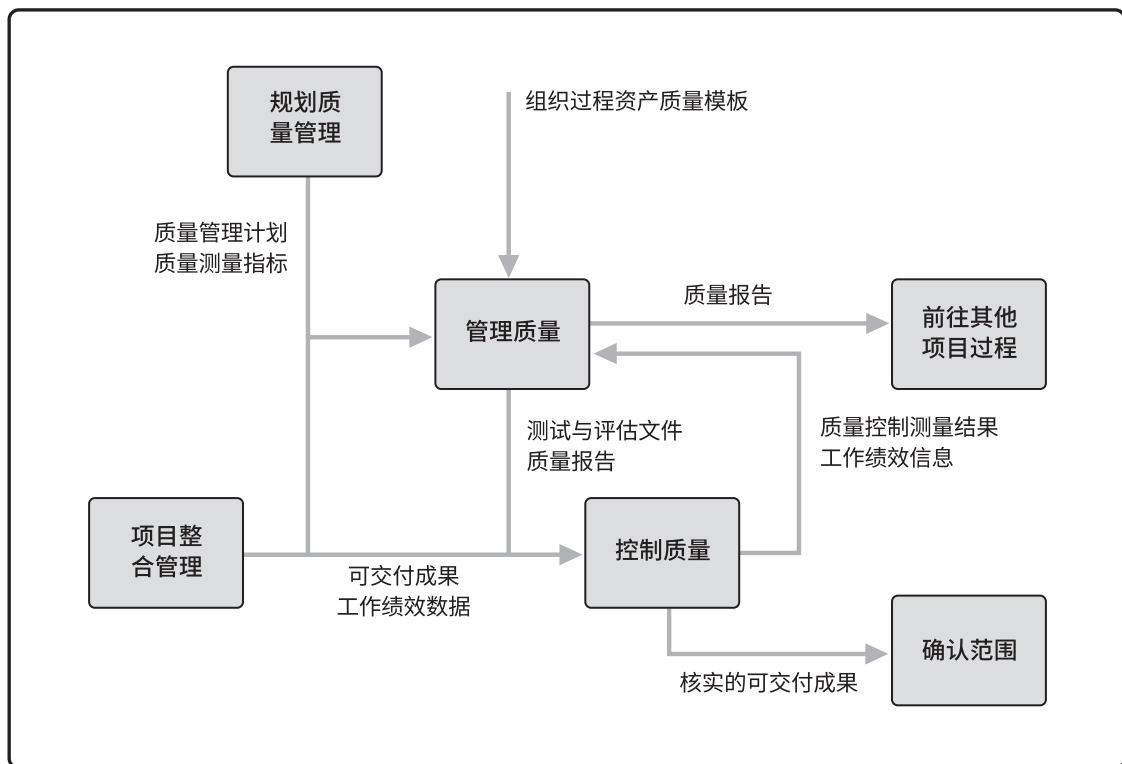 规划质
量管理
组织过程资产质量模板
质量管理计划
质量测量指标
管理质量
质量报告
前往其他
项目过程
测试与评估文件
质量报告
质量控制测量结果
工作绩效信息
项目整
合管理
可交付成果
工作绩效数据
控制质量
确认范围
核实的可交付成果